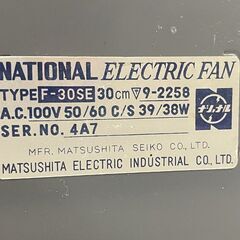 NATIONAL ELECTRIC FAN
TYPE F-30SE 30cm ▽9-2258
A.C.100V 50/60 C/S 39/38W
ナショナル
SER.NO. 4A7
MFR. MATSUSHITA SEIKO CO., LTD.
MATSUSHITA ELECTRIC INDUSTRIAL CO., LTD.